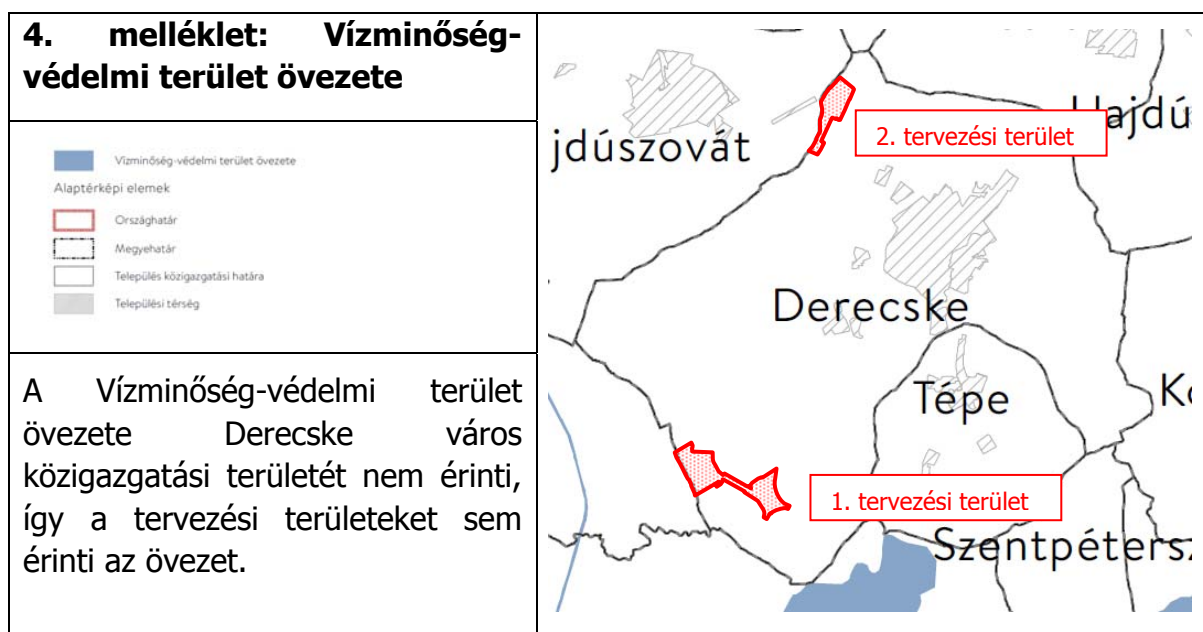 4. melléklet: Vízminőség-
védelmi terület övezete
Vízminőség-védelmi terület övezete
Alaptérképi elemek
Országhatár
Megyehatár
Település közigazgatási határa
Települési térség
A Vízminőség-védelmi terület
övezete Derecske város
közigazgatási területét nem érinti,
így a tervezési területeket sem
érinti az övezet.
jdúszovát
2. tervezési terület
ajdú
Derecske
Tépe
Ko
1. tervezési terület
Szentpétersz